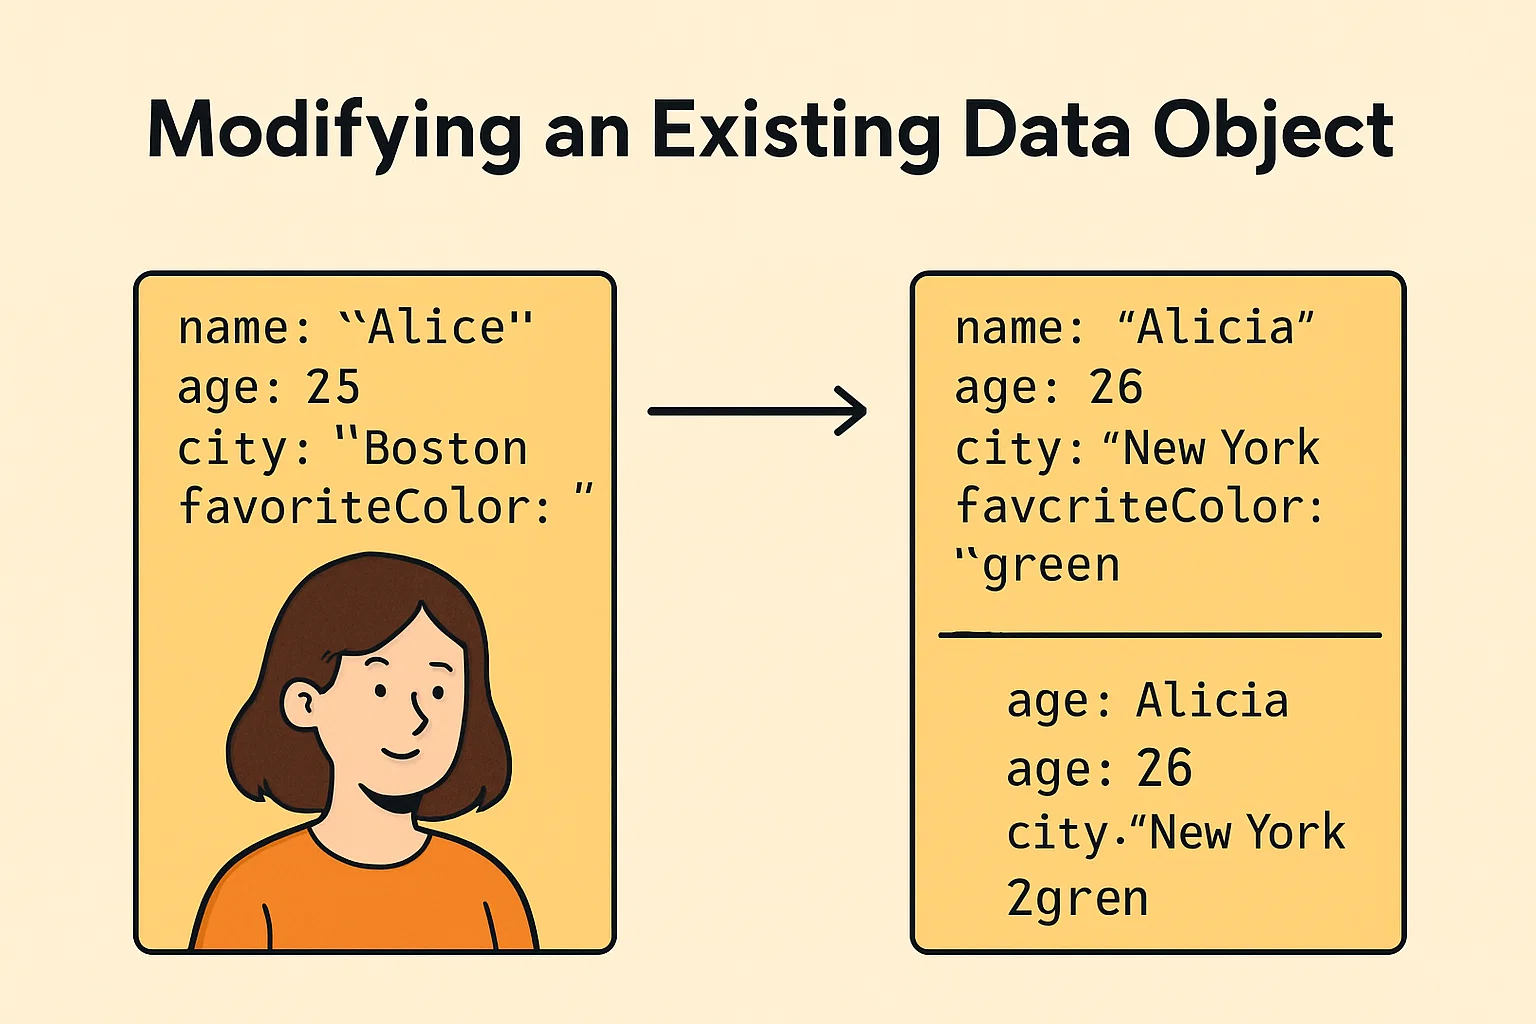 Modifying an Existing Data Object
name: ‵‵Alice"
age: 25
city: "Boston
favoriteColor: "
name: “Alicia”
age: 26
city: “New York
favcriteColor:
"green
age: Alicia
age: 26
city.“New York
2gren